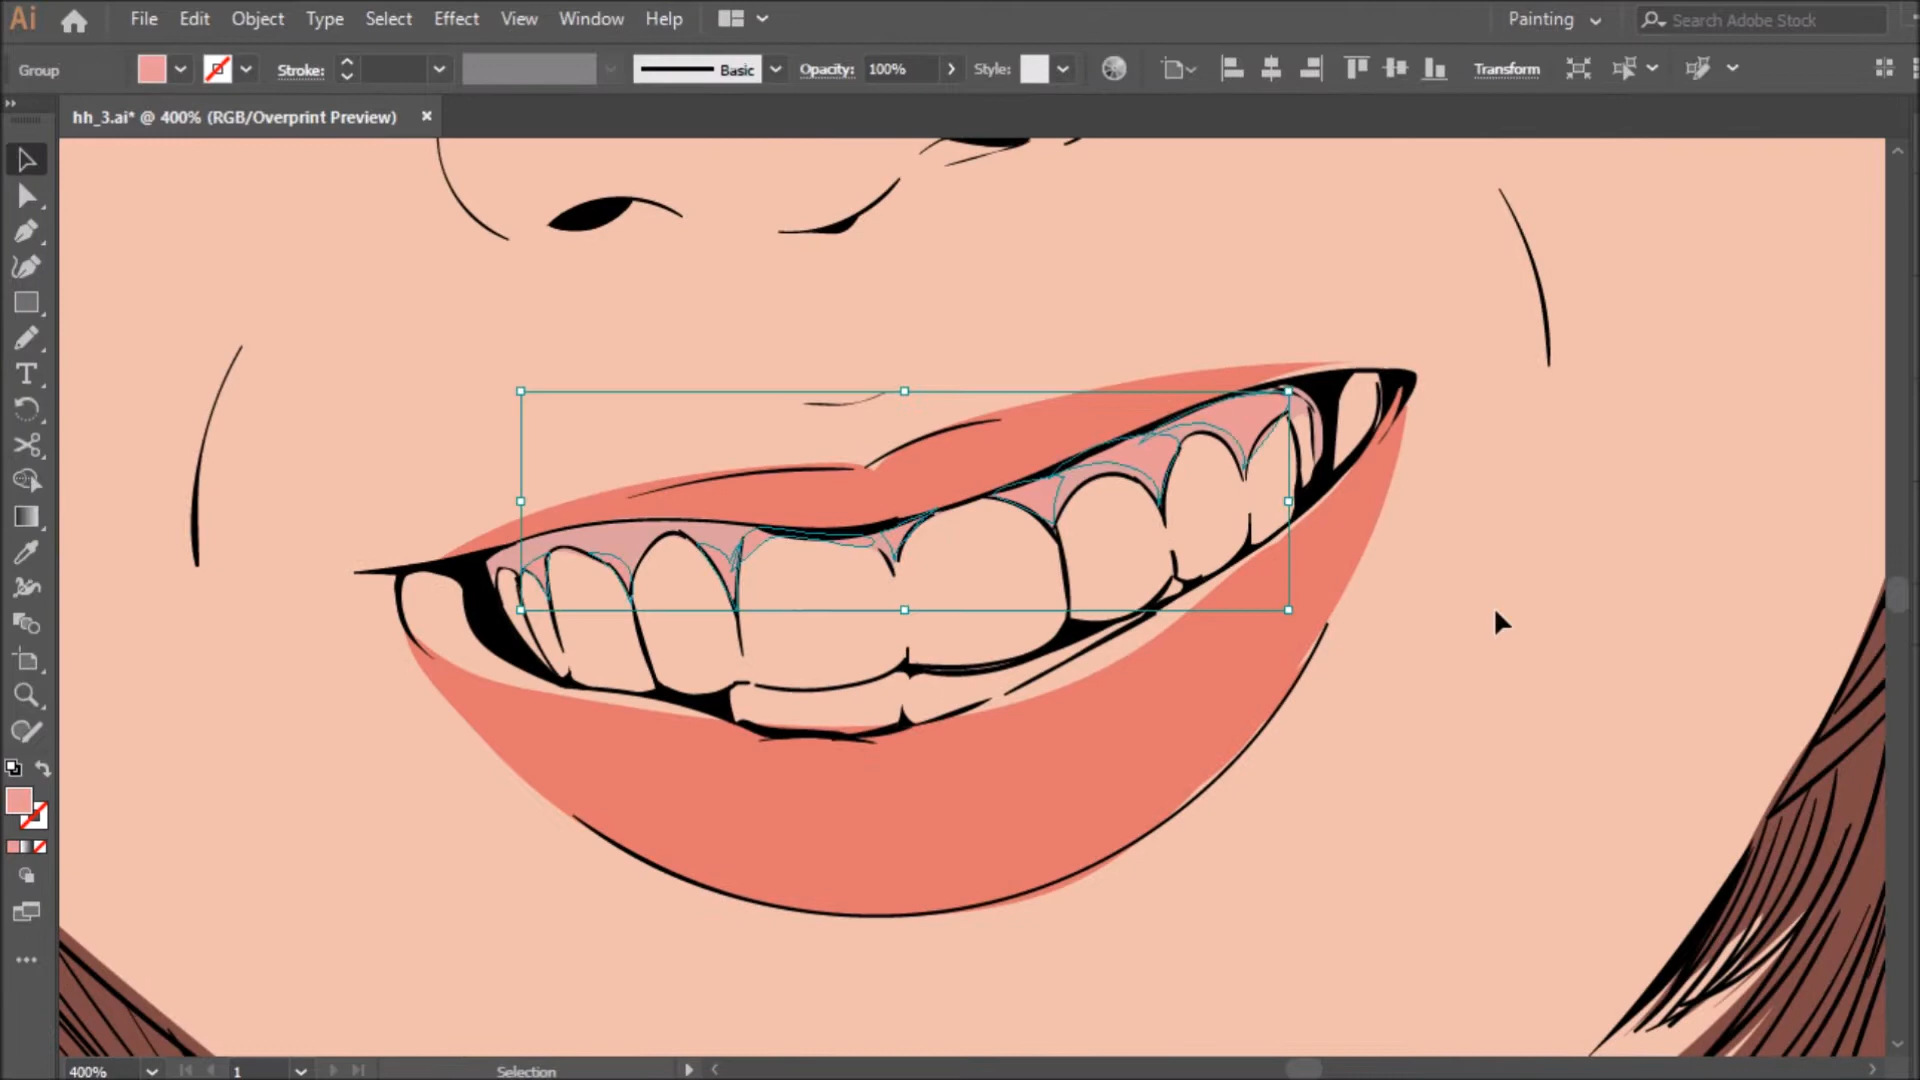 Ai File Edit Object Type Select Effect View Window Help Painting Search Adobe Stock
Group Stroke: Basic Opacity: 100% Style: Transform
hh_3.ai* @ 400% (RGB/Overprint Preview) ×
400% 1 Selection